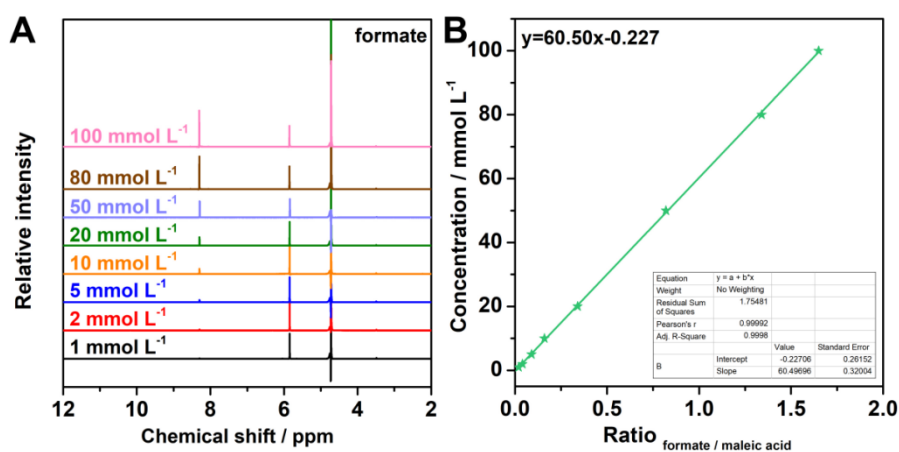 A
formate
100 mmol L-1
80 mmol L-1
50 mmol L-1
20 mmol L-1
10 mmol L-1
5 mmol L-1
2 mmol L-1
1 mmol L-1
Relative intensity
12 10 8 6 4 2
Chemical shift / ppm
B
y=60.50x-0.227
Concentration / mmol L-1
100
80
60
40
20
0
Equation y = a + b*x
Weight No Weighting
Residual Sum of Squares 1.75481
Pearson's r 0.99992
Adj. R-Square 0.9998
Value Standard Error
B Intercept -0.22706 0.26152
Slope 60.49696 0.32004
0.0 0.5 1.0 1.5 2.0
Ratio formate / maleic acid